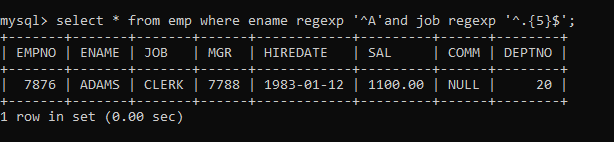 mysql> select * from emp where ename regexp '^A'and job regexp '^.{5}$';
+-------+-------+-------+------+------------+---------+------+--------+
| EMPNO | ENAME | JOB   | MGR  | HIREDATE   | SAL     | COMM | DEPTNO |
+-------+-------+-------+------+------------+---------+------+--------+
|  7876 | ADAMS | CLERK | 7788 | 1983-01-12 | 1100.00 | NULL |     20 |
+-------+-------+-------+------+------------+---------+------+--------+
1 row in set (0.00 sec)